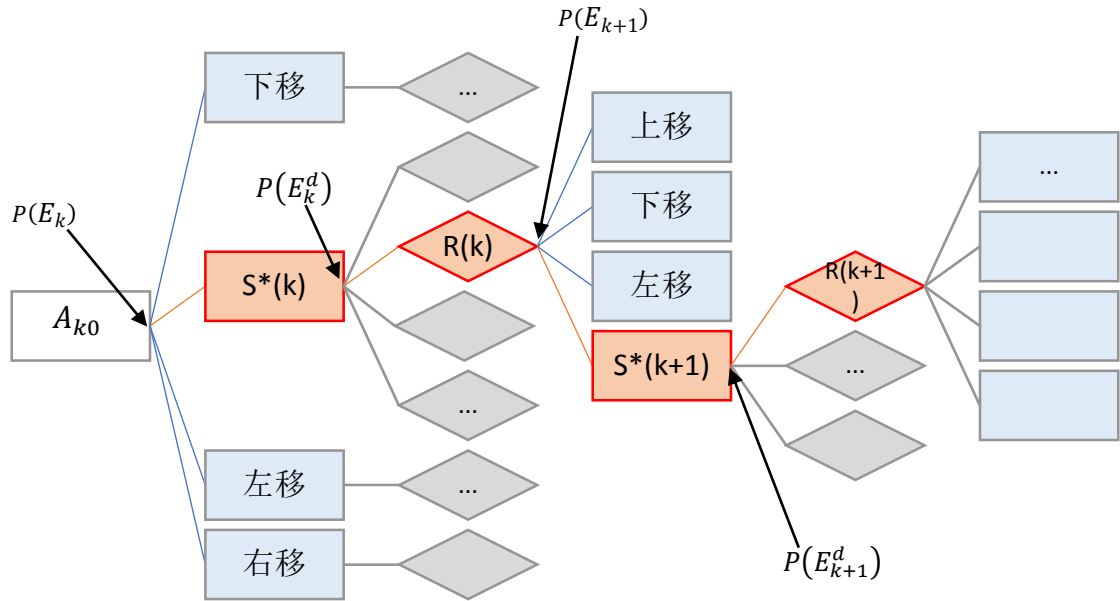 P(E_{k+1})
下移
...
上移
...
P(E_k^d)
下移
P(E_k)
R(k)
S*(k)
左移
R(k+1
)
A_{k0}
S*(k+1)
...
...
左移
...
右移
P(E_{k+1}^d)